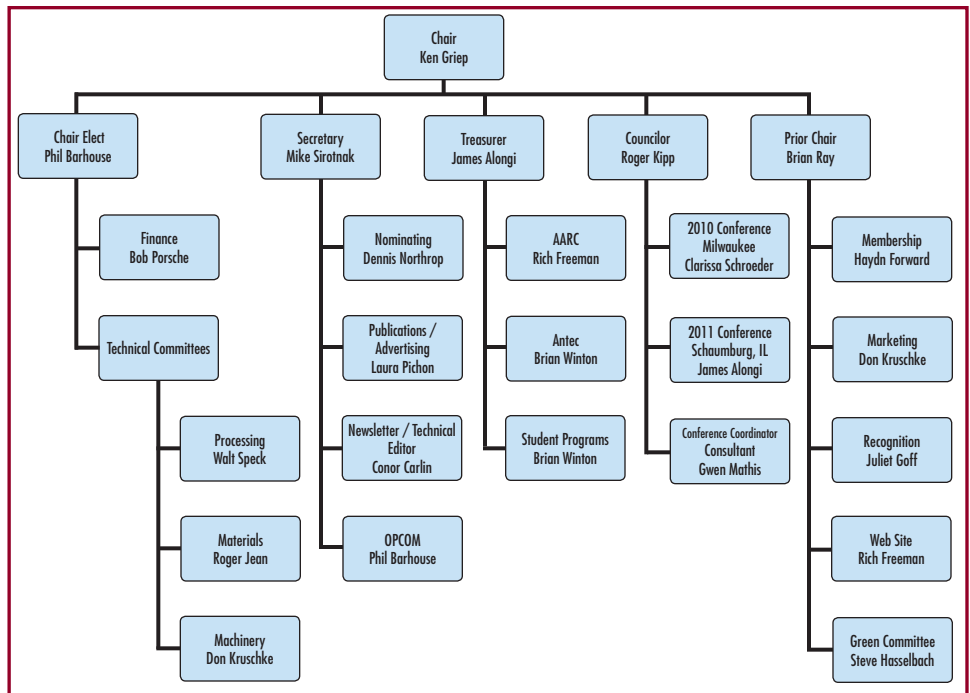 Chair
Ken Griep
Chair Elect
Phil Barhouse
Secretary
Mike Sirotnak
Treasurer
James Alongi
Councilor
Roger Kipp
Prior Chair
Brian Ray
Finance
Bob Porsche
Technical Committees
Processing
Walt Speck
Materials
Roger Jean
Machinery
Don Kruschke
Nominating
Dennis Northrop
Publications /
Advertising
Laura Pichon
Newsletter / Technical
Editor
Conor Carlin
OPCOM
Phil Barhouse
AARC
Rich Freeman
Antec
Brian Winton
Student Programs
Brian Winton
2010 Conference
Milwaukee
Clarissa Schroeder
2011 Conference
Schaumburg, IL
James Alongi
Conference Coordinator
Consultant
Gwen Mathis
Membership
Haydn Forward
Marketing
Don Kruschke
Recognition
Juliet Goff
Web Site
Rich Freeman
Green Committee
Steve Hasselbach